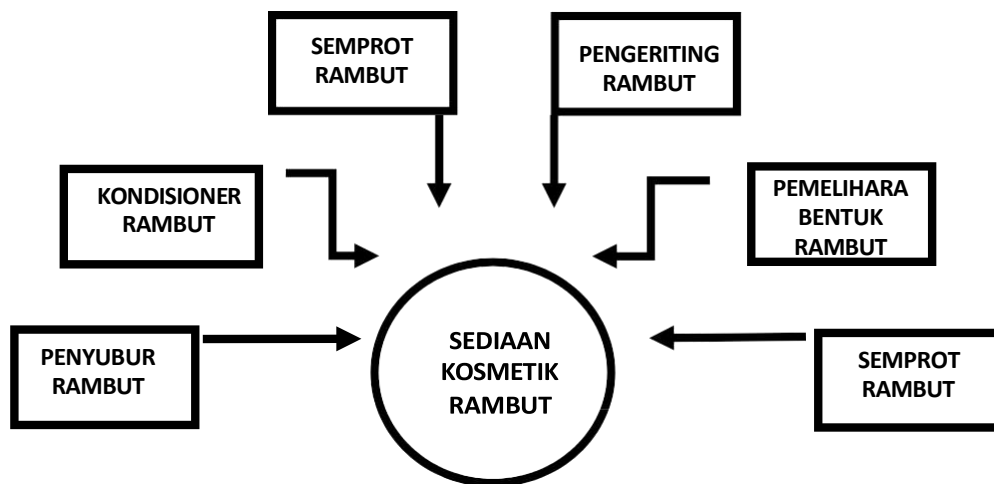 SEMPROT
RAMBUT
PENGERITING
RAMBUT
KONDISIONER
RAMBUT
PEMELIHARA
BENTUK
RAMBUT
PENYUBUR
RAMBUT
SEDIAAN
KOSMETIK
RAMBUT
SEMPROT
RAMBUT